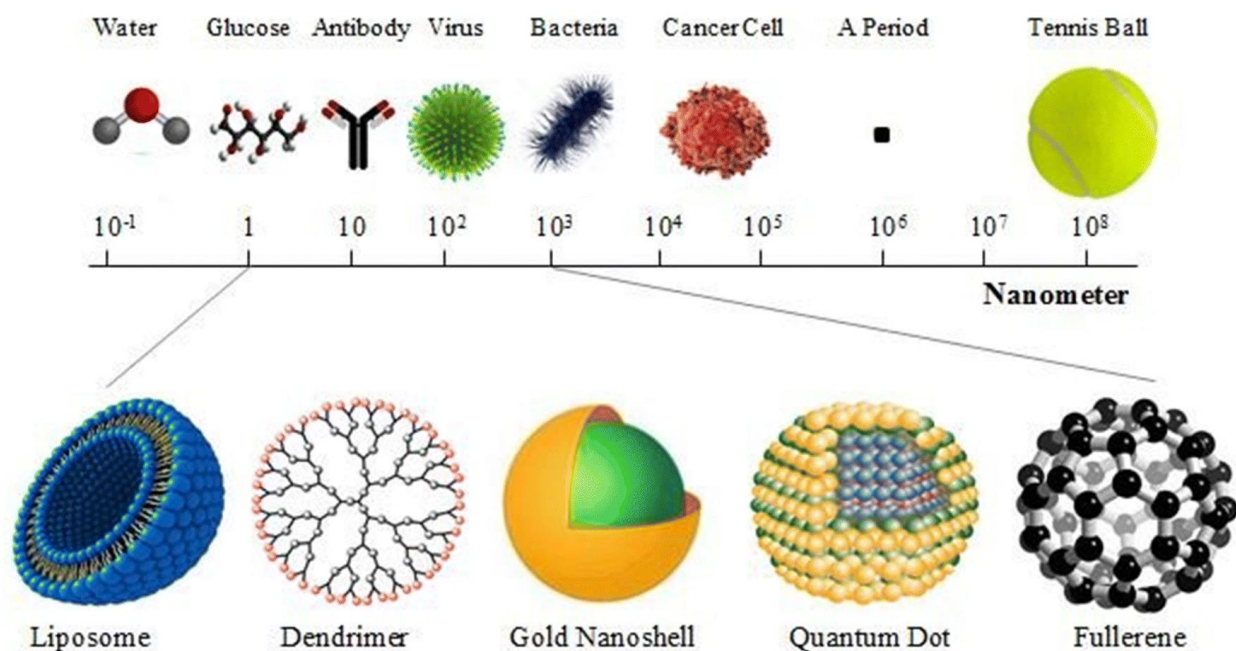 Water Glucose Antibody Virus Bacteria Cancer Cell A Period Tennis Ball
10⁻¹ 1 10 10² 10³ 10⁴ 10⁵ 10⁶ 10⁷ 10⁸
Nanometer
Liposome Dendrimer Gold Nanoshell Quantum Dot Fullerene